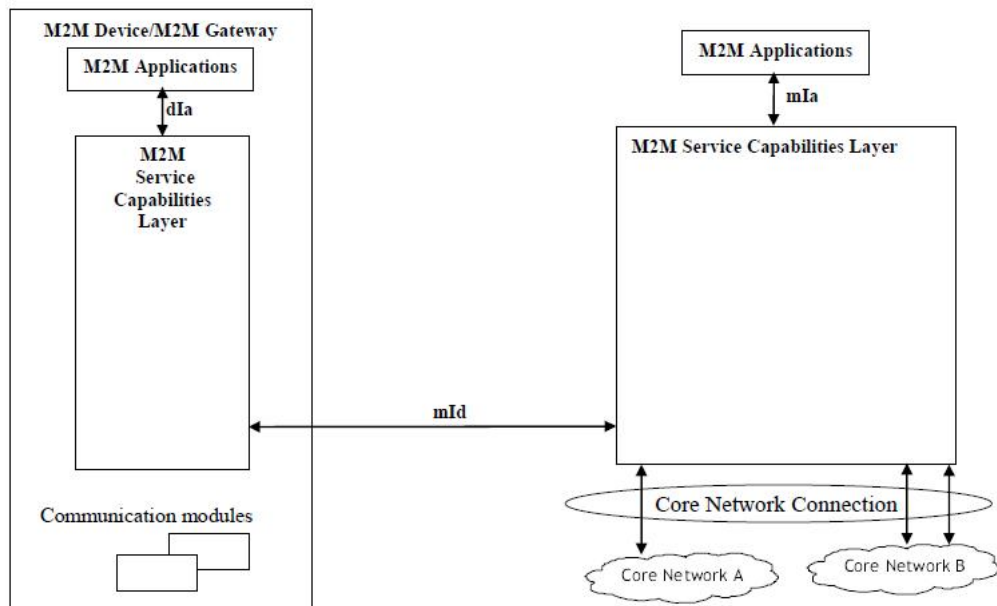 M2M Device/M2M Gateway
M2M Applications
dIa
M2M
Service
Capabilities
Layer
Communication modules
mId
M2M Applications
mIa
M2M Service Capabilities Layer
Core Network Connection
Core Network A
Core Network B